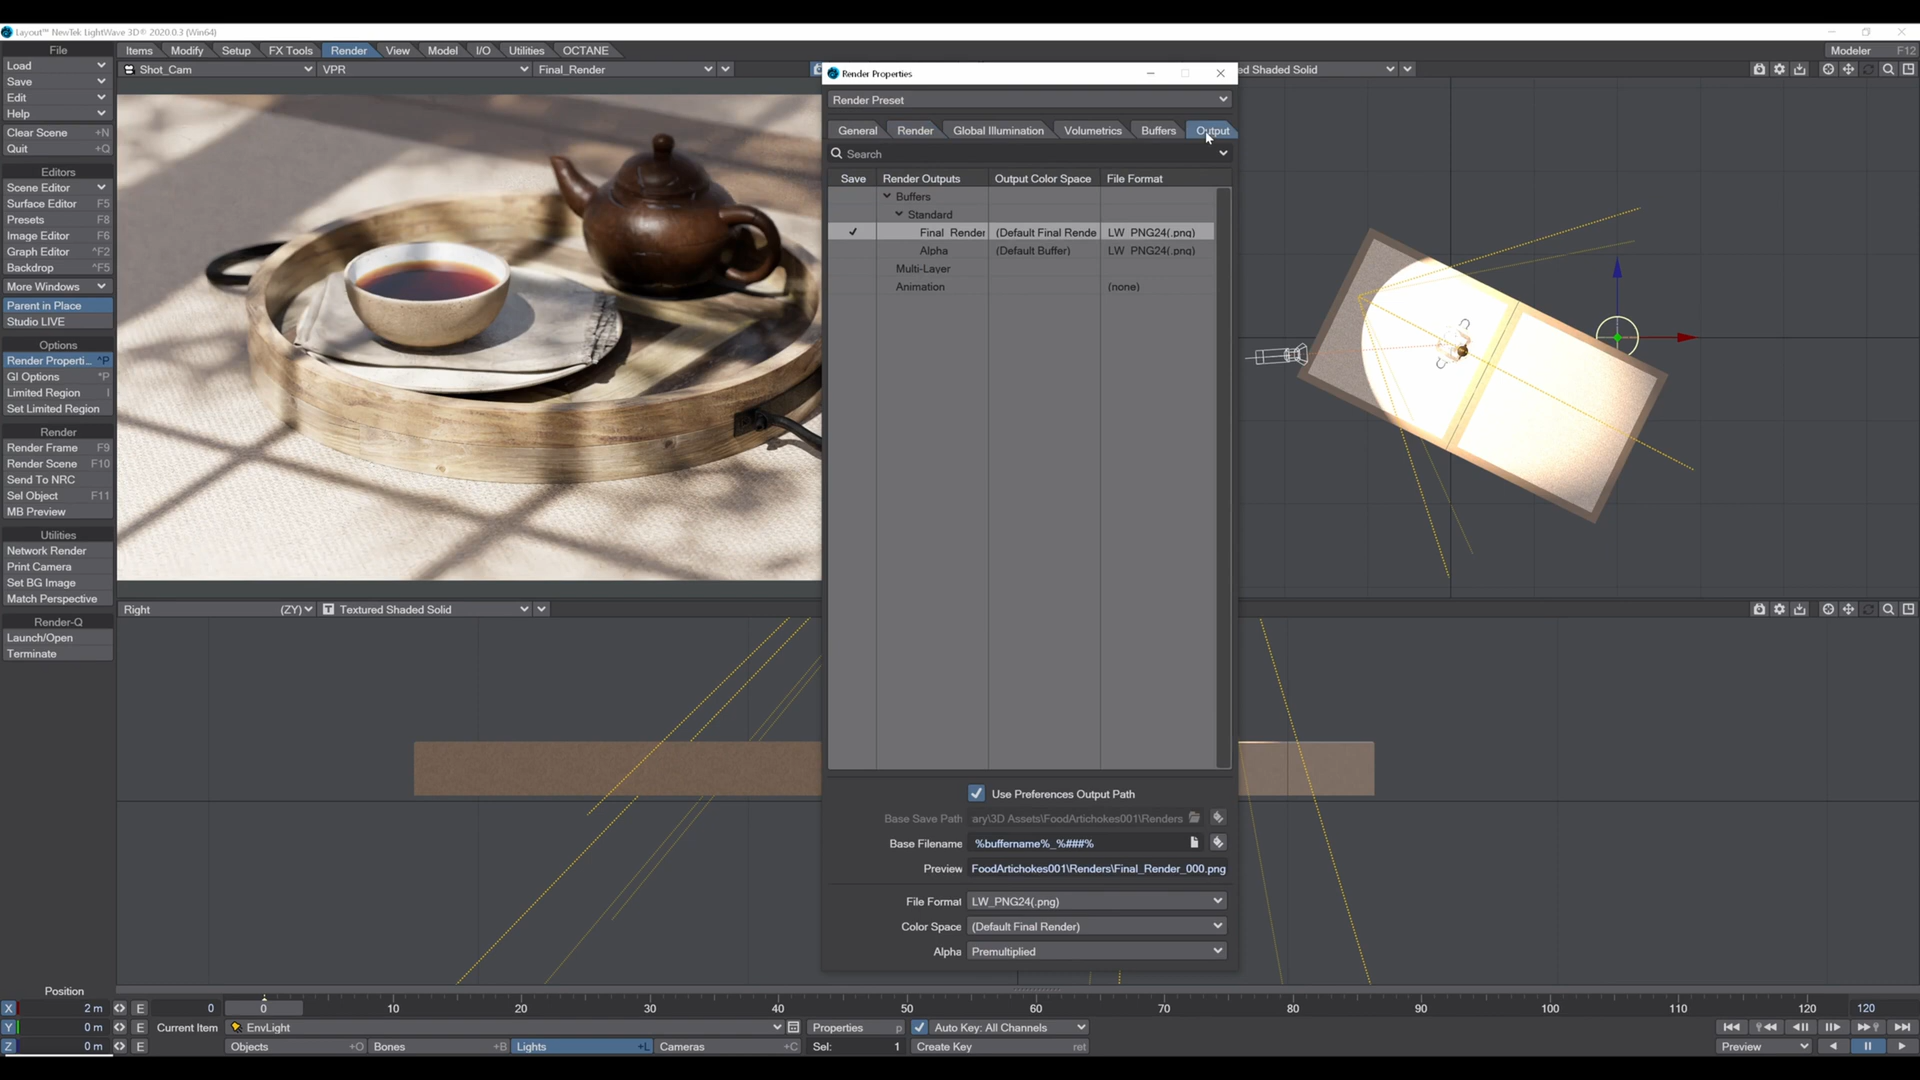 Layout™ NewTek LightWave 3D® 2020.0.3 (Win64)
File
Items Modify Setup FX Tools Render View Model I/O Utilities OCTANE
Modeler F12
Load
Save
Edit
Help
Clear Scene +N
Quit +Q
Editors
Scene Editor
Surface Editor F5
Presets F8
Image Editor F6
Graph Editor ^F2
Backdrop ^F5
More Windows
Parent in Place
Studio LIVE
Options
Render Properti... ^P
GI Options *P
Limited Region l
Set Limited Region
Render
Render Frame F9
Render Scene F10
Send To NRC
Sel Object F11
MB Preview
Utilities
Network Render
Print Camera
Set BG Image
Match Perspective
Render-Q
Launch/Open
Terminate
Shot_Cam VPR Final_Render
ed Shaded Solid
Render Properties
Render Preset
General Render Global Illumination Volumetrics Buffers Output
Search
Save Render Outputs Output Color Space File Format
Buffers
Standard
✓ Final_Render (Default Final Rende LW_PNG24(.png)
Alpha (Default Buffer) LW_PNG24(.png)
Multi-Layer
Animation (none)
Use Preferences Output Path
Base Save Path ary\3D Assets\FoodArtichokes001\Renders
Base Filename %buffername%_%###%
Preview FoodArtichokes001\Renders\Final_Render_000.png
File Format LW_PNG24(.png)
Color Space (Default Final Render)
Alpha Premultiplied
Right (ZY) T Textured Shaded Solid
Position
X 2 m E 0
Y 0 m E
Z 0 m E
0 10 20 30 40 50 60 70 80 90 100 110 120 120
Current Item EnvLight Properties p Auto Key: All Channels
Objects +O Bones +B Lights +L Cameras +C Sel: 1 Create Key ret
Preview